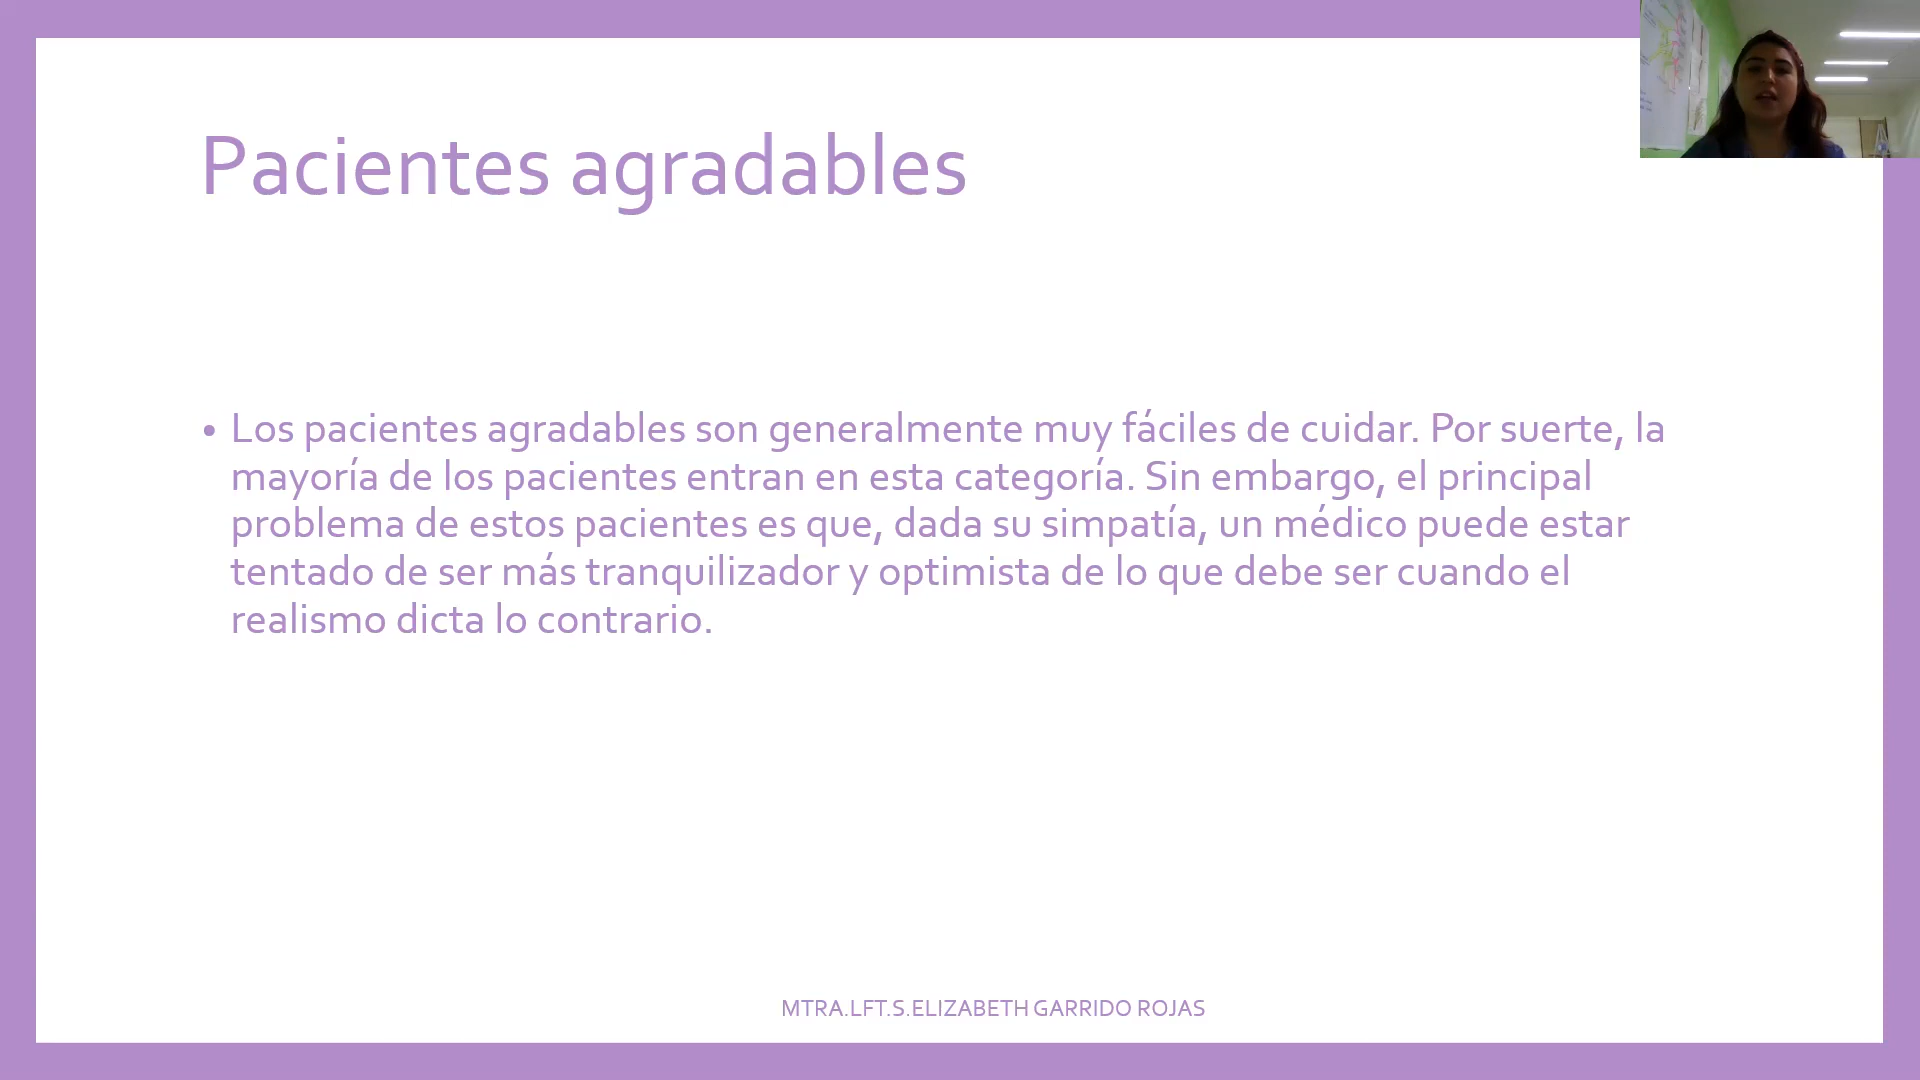 Pacientes agradables
• Los pacientes agradables son generalmente muy fáciles de cuidar. Por suerte, la
mayoría de los pacientes entran en esta categoría. Sin embargo, el principal
problema de estos pacientes es que, dada su simpatía, un médico puede estar
tentado de ser más tranquilizador y optimista de lo que debe ser cuando el
realismo dicta lo contrario.
MTRA.LFT.S.ELIZABETH GARRIDO ROJAS